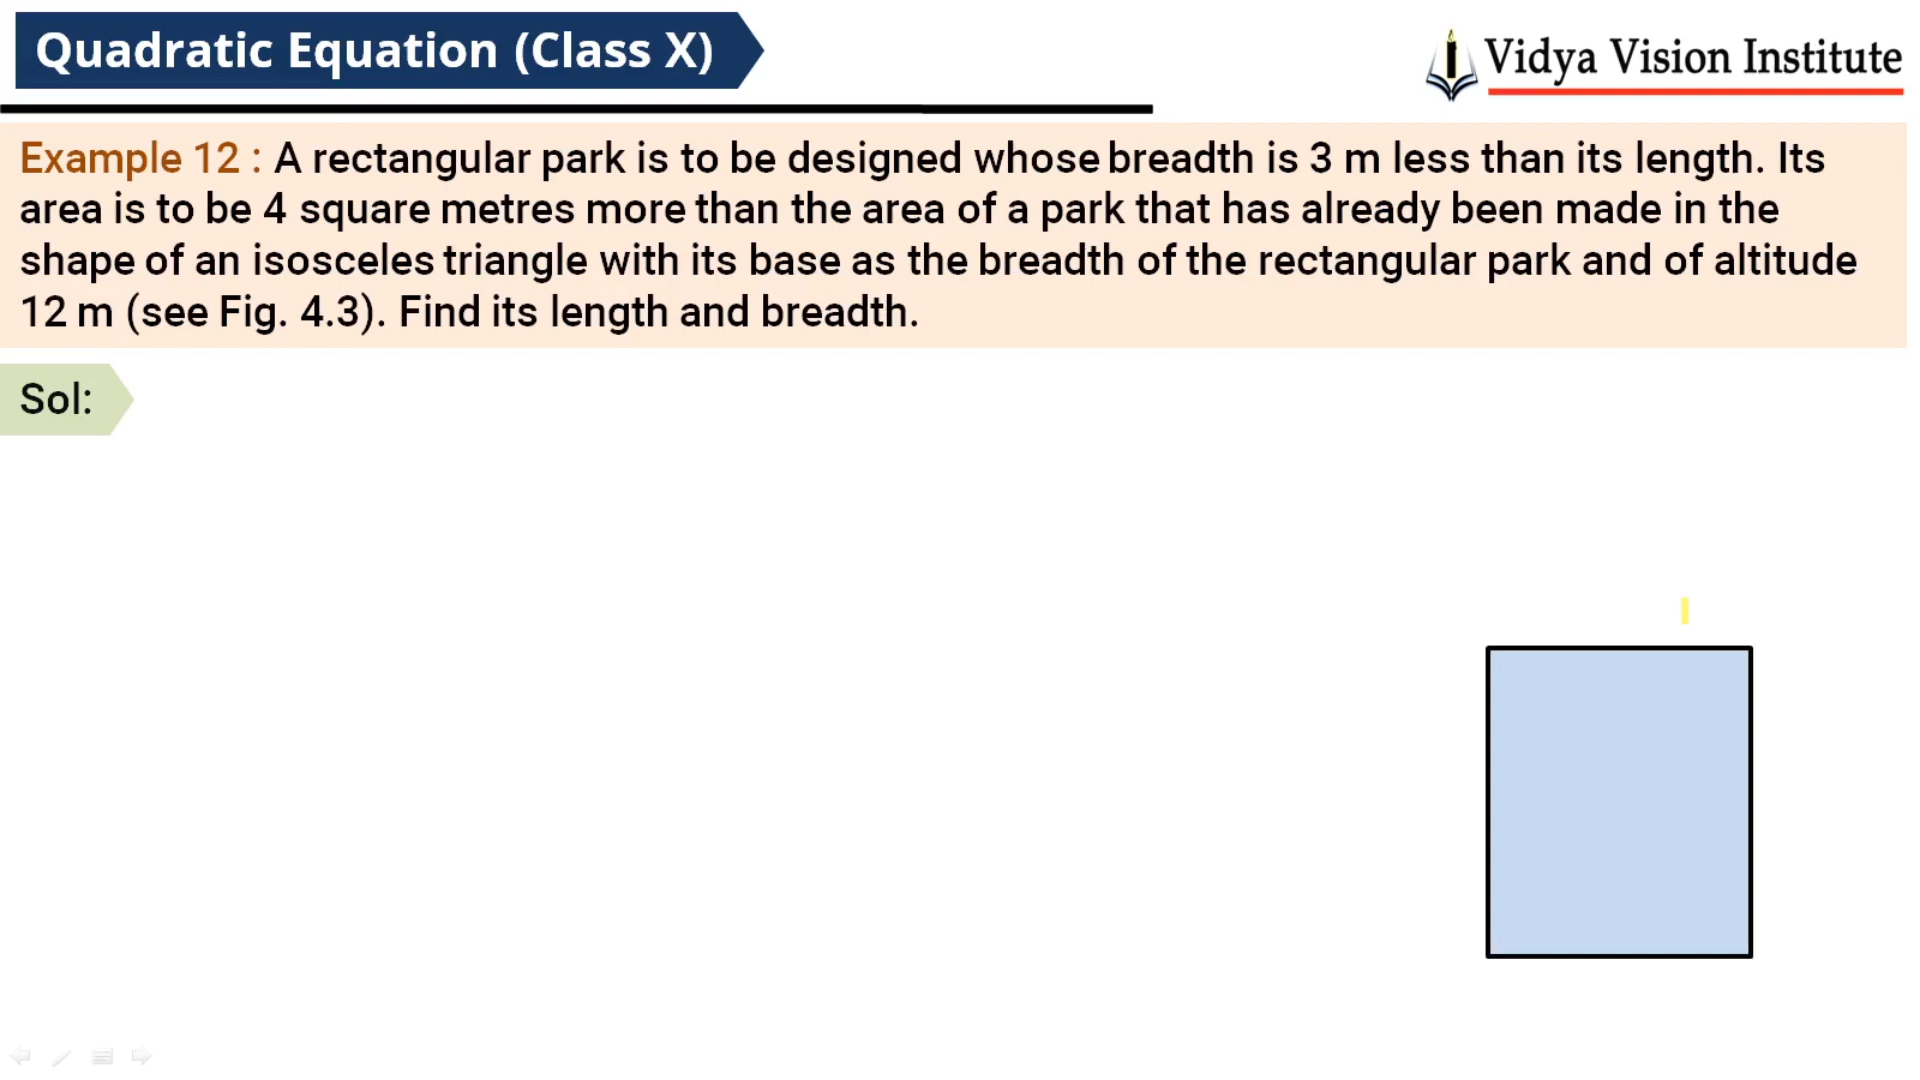 Quadratic Equation (Class X)
Vidya Vision Institute
Example 12 : A rectangular park is to be designed whose breadth is 3 m less than its length. Its
area is to be 4 square metres more than the area of a park that has already been made in the
shape of an isosceles triangle with its base as the breadth of the rectangular park and of altitude
12 m (see Fig. 4.3). Find its length and breadth.
Sol: